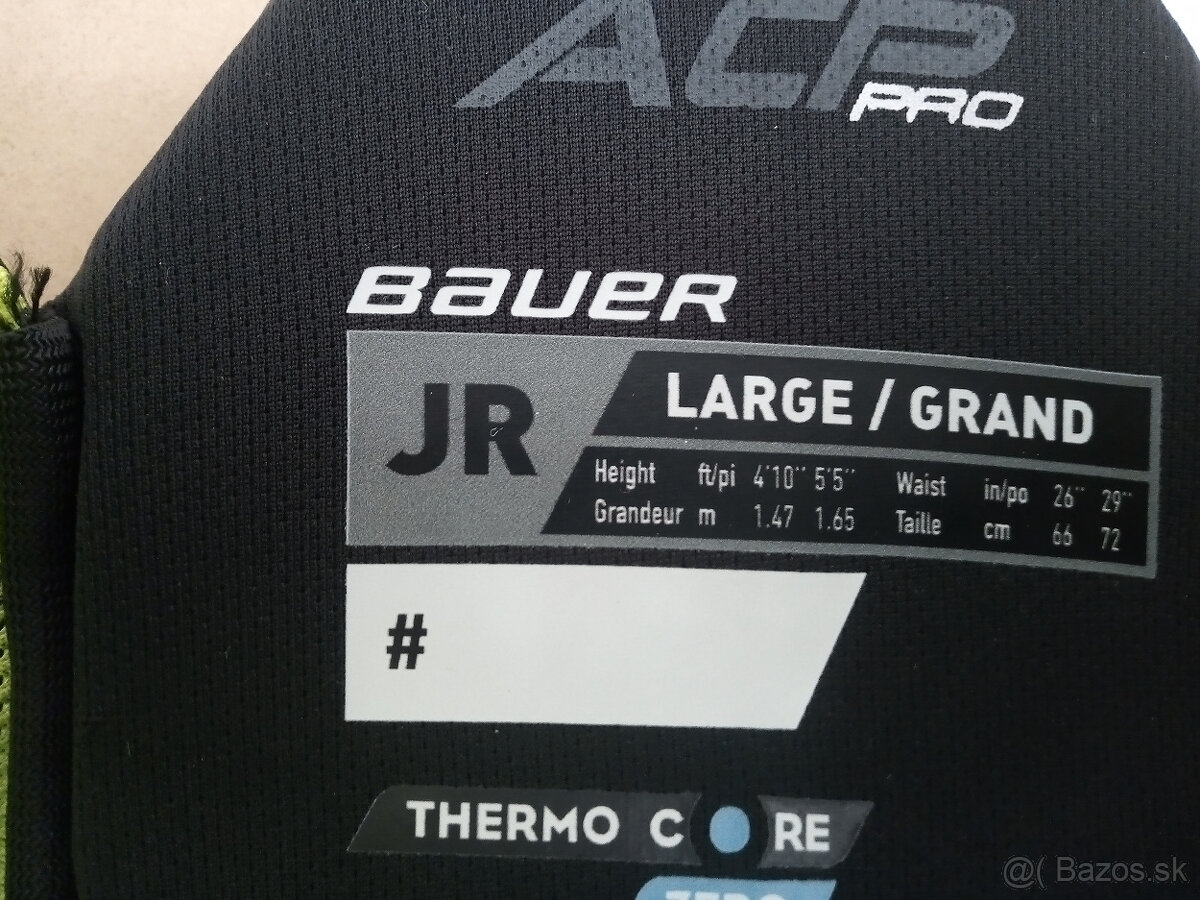 ACP
PRO
BAUER
JR
LARGE / GRAND
Height ft/pi 4'10'' 5'5'' Waist in/po 26'' 29''
Grandeur m 1.47 1.65 Taille cm 66 72
#
THERMO CORE
ZERO
@( Bazos.sk